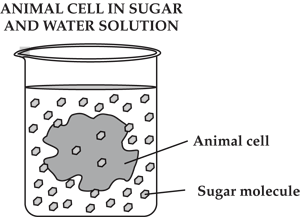 ANIMAL CELL IN SUGAR
AND WATER SOLUTION
Animal cell
Sugar molecule